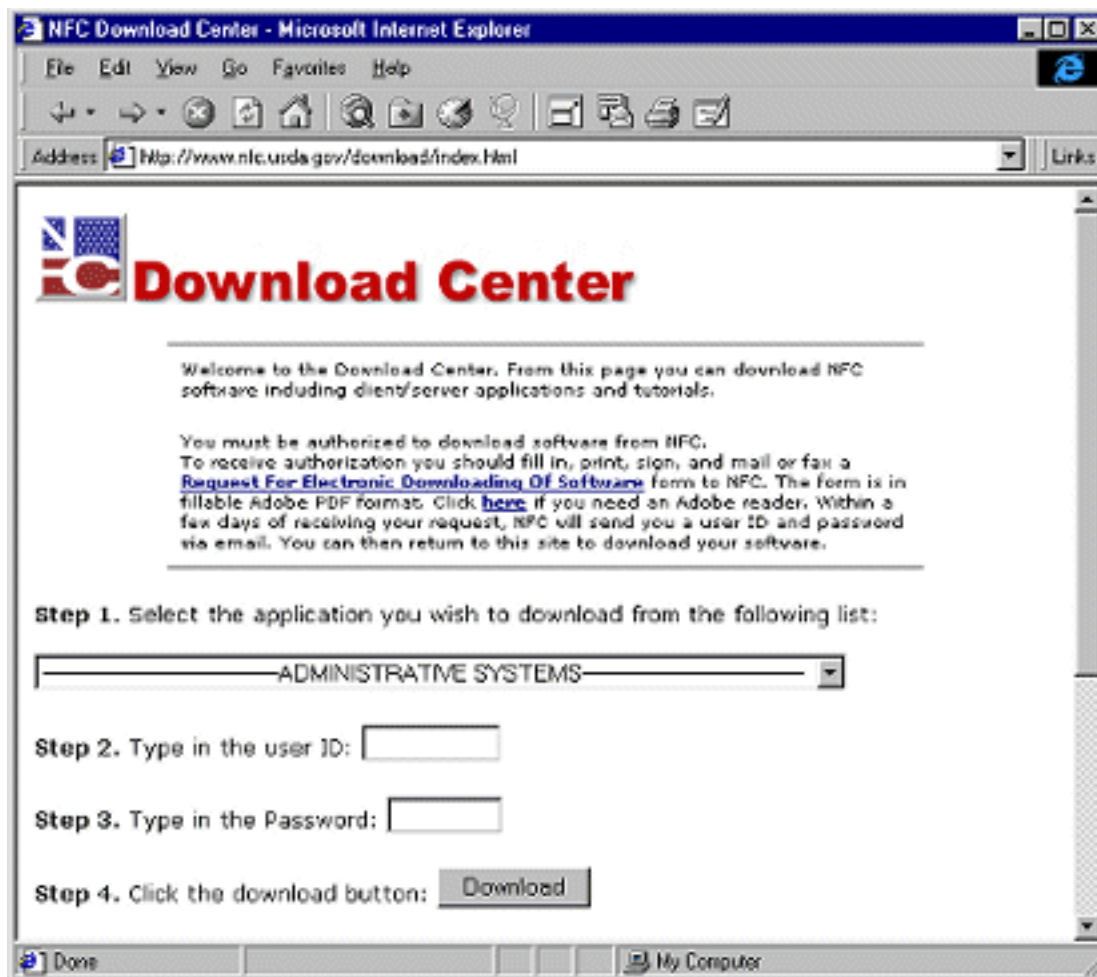 NFC Download Center - Microsoft Internet Explorer
File Edit View Go Favorites Help
Address http://www.nfc.usda.gov/download/index.html Links
NFC
Download Center
Welcome to the Download Center. From this page you can download NFC
software including client/server applications and tutorials.
You must be authorized to download software from NFC.
To receive authorization you should fill in, print, sign, and mail or fax a
Request For Electronic Downloading Of Software form to NFC. The form is in
fillable Adobe PDF format. Click here if you need an Adobe reader. Within a
few days of receiving your request, NFC will send you a user ID and password
via email. You can then return to this site to download your software.
Step 1. Select the application you wish to download from the following list:
ADMINISTRATIVE SYSTEMS
Step 2. Type in the user ID:
Step 3. Type in the Password:
Step 4. Click the download button: Download
Done My Computer